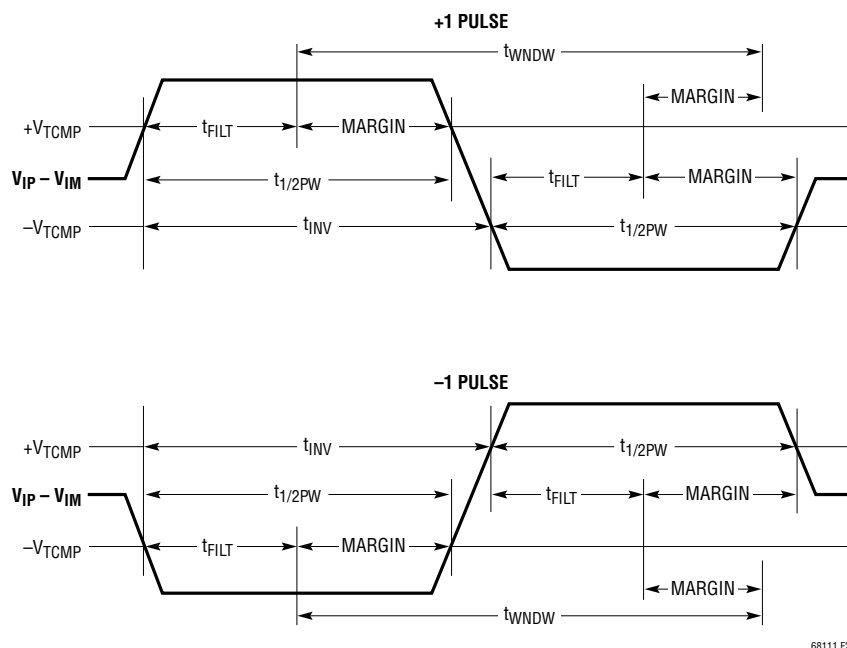 +1 PULSE
tWNDW
MARGIN
+VTCMP
tFILT
MARGIN
VIP – VIM
t1/2PW
tFILT
MARGIN
–VTCMP
tINV
t1/2PW
–1 PULSE
+VTCMP
tINV
t1/2PW
VIP – VIM
t1/2PW
tFILT
MARGIN
–VTCMP
tFILT
MARGIN
MARGIN
tWNDW